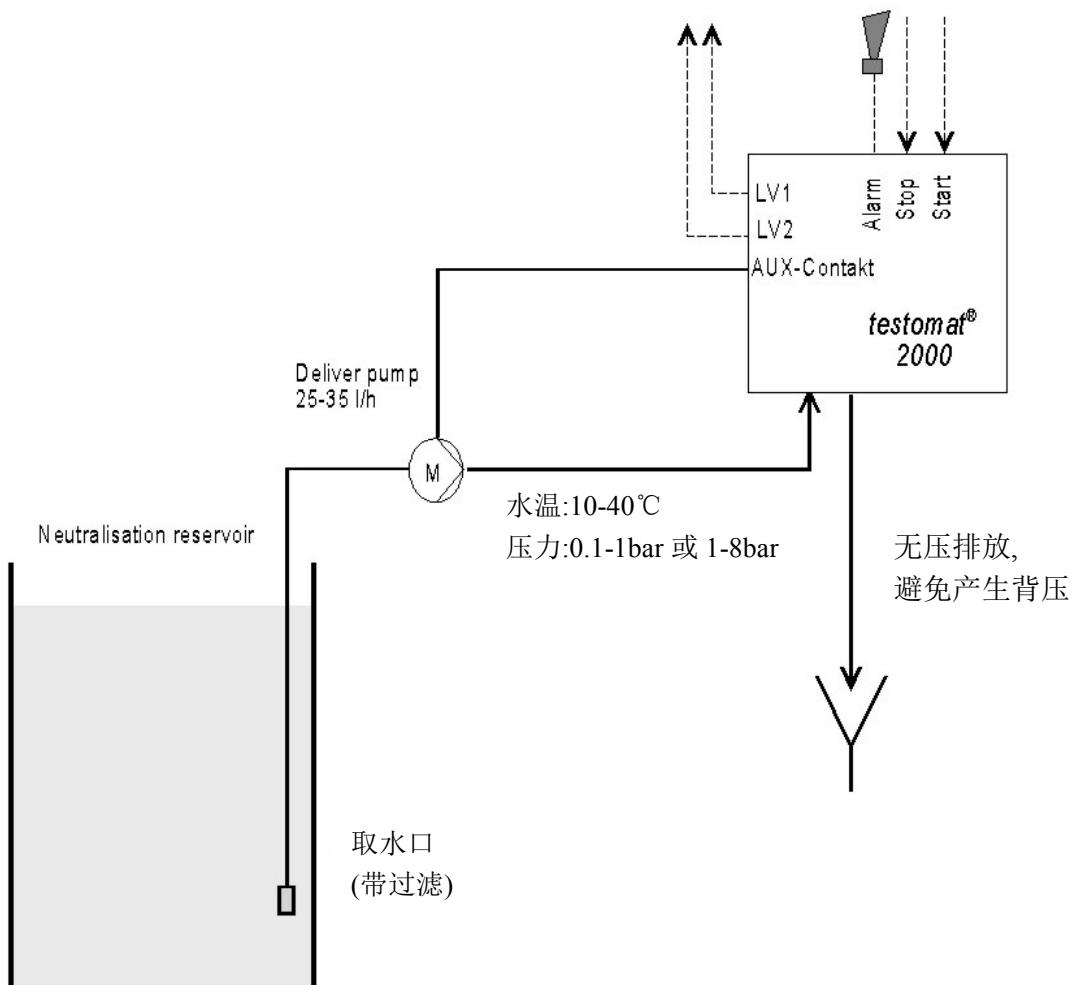 LV1
LV2
AUX-Contakt
Alarm
Stop
Start
testomat®
2000
Deliver pump
25-35 l/h
M
水温:10-40℃
压力:0.1-1bar 或 1-8bar
无压排放,
避免产生背压
Neutralisation reservoir
取水口
(带过滤)